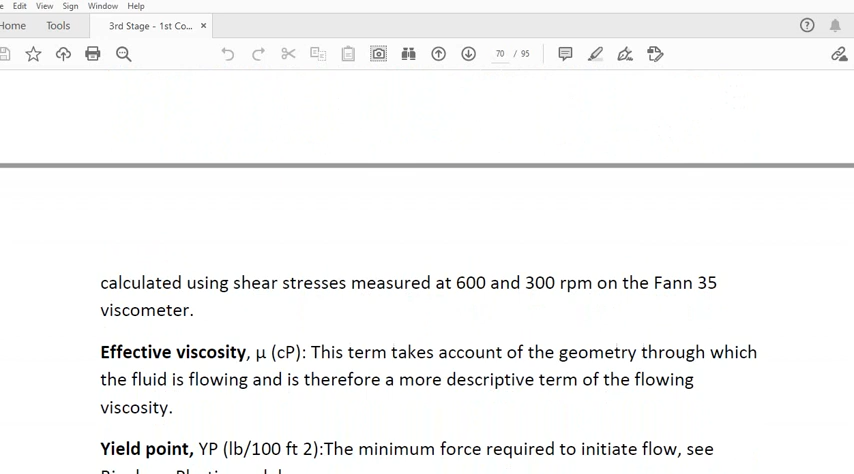 Edit View Sign Window Help
Home Tools 3rd Stage - 1st Co... ×
70 / 95
calculated using shear stresses measured at 600 and 300 rpm on the Fann 35
viscometer.
Effective viscosity, μ (cP): This term takes account of the geometry through which
the fluid is flowing and is therefore a more descriptive term of the flowing
viscosity.
Yield point, YP (lb/100 ft 2):The minimum force required to initiate flow, see